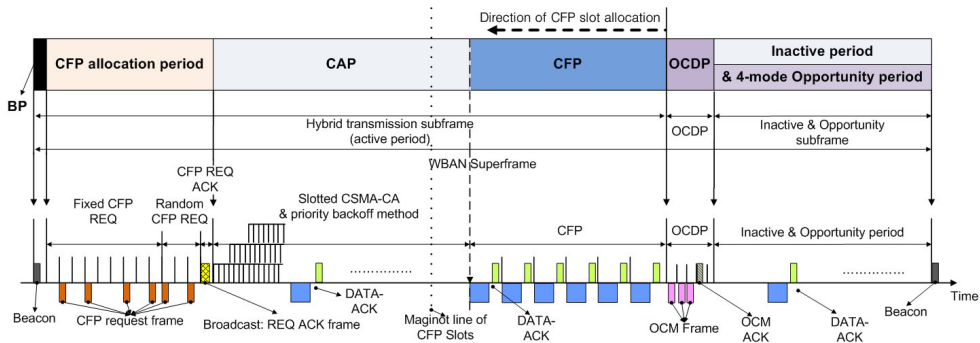 Direction of CFP slot allocation
BP
CFP allocation period
CAP
CFP
OCDP
Inactive period
& 4-mode Opportunity period
Hybrid transmission subframe
(active period)
OCDP
Inactive & Opportunity
subframe
WBAN Superframe
CFP REQ
ACK
Fixed CFP
REQ
Random
CFP REQ
Slotted CSMA-CA
& priority backoff method
CFP
OCDP
Inactive & Opportunity period
Time
Beacon
CFP request frame
Broadcast: REQ ACK frame
DATA-
ACK
Maginot line of
CFP Slots
DATA-
ACK
OCM Frame
OCM
ACK
DATA-
ACK
Beacon